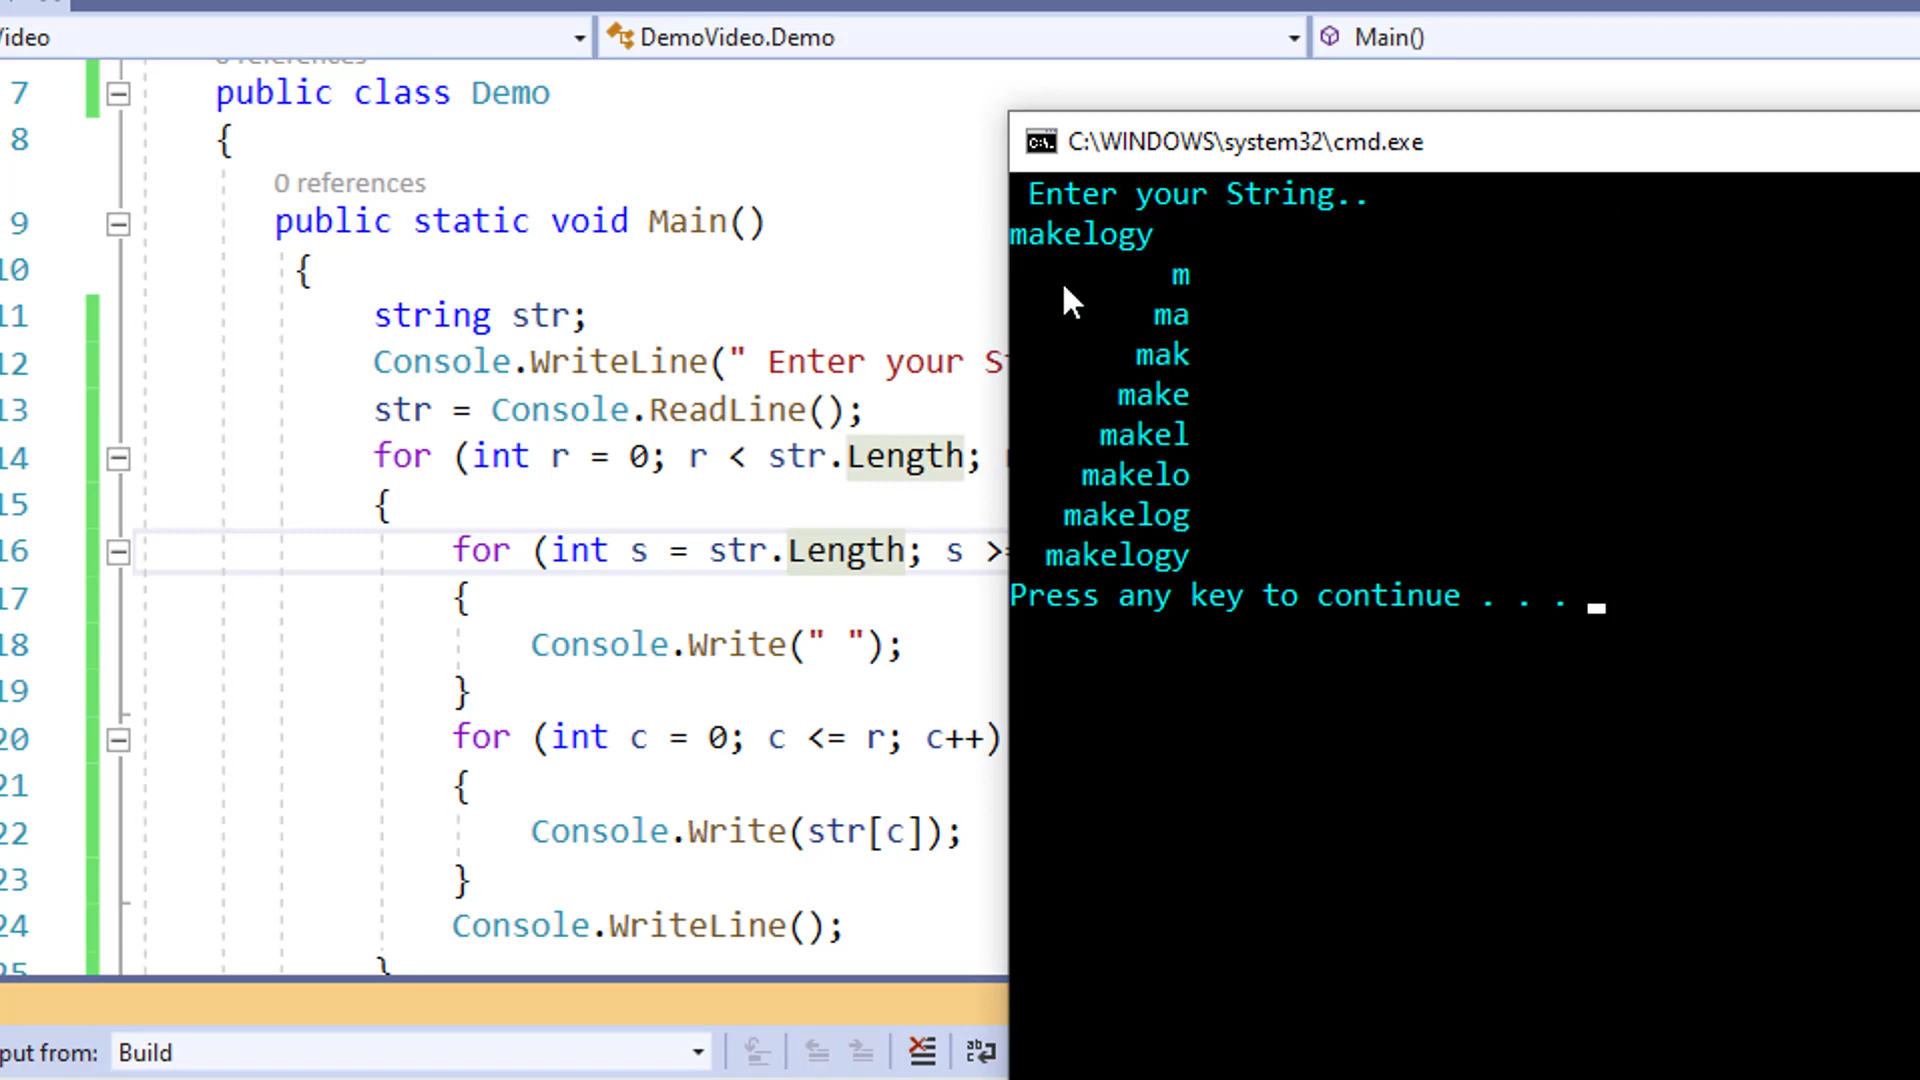 Video
DemoVideo.Demo
Main()
7 public class Demo
8 {
0 references
9 public static void Main()
10 {
11 string str;
12 Console.WriteLine(" Enter your S
13 str = Console.ReadLine();
14 for (int r = 0; r < str.Length;
15 {
16 for (int s = str.Length; s >
17 {
18 Console.Write(" ");
19 }
20 for (int c = 0; c <= r; c++)
21 {
22 Console.Write(str[c]);
23 }
24 Console.WriteLine();
25 }
put from: Build
C:\WINDOWS\system32\cmd.exe
Enter your String..
makelogy
m
ma
mak
make
makel
makelo
makelog
makelogy
Press any key to continue . . .